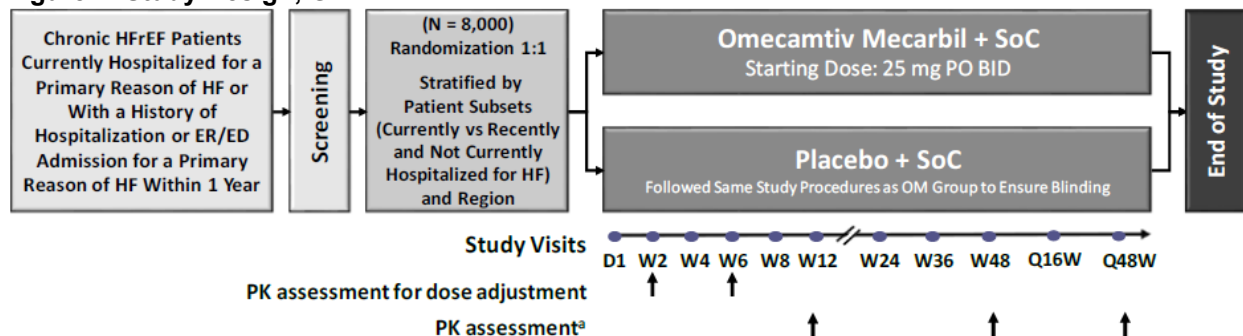 Chronic HFrEF Patients
Currently Hospitalized for a
Primary Reason of HF or
With a History of
Hospitalization or ER/ED
Admission for a Primary
Reason of HF Within 1 Year
Screening
(N = 8,000)
Randomization 1:1
Stratified by
Patient Subsets
(Currently vs Recently
and Not Currently
Hospitalized for HF)
and Region
Omecamtiv Mecarbil + SoC
Starting Dose: 25 mg PO BID
Placebo + SoC
Followed Same Study Procedures as OM Group to Ensure Blinding
End of Study
Study Visits
D1 W2 W4 W6 W8 W12 W24 W36 W48 Q16W Q48W
PK assessment for dose adjustment
PK assessmentᵃ